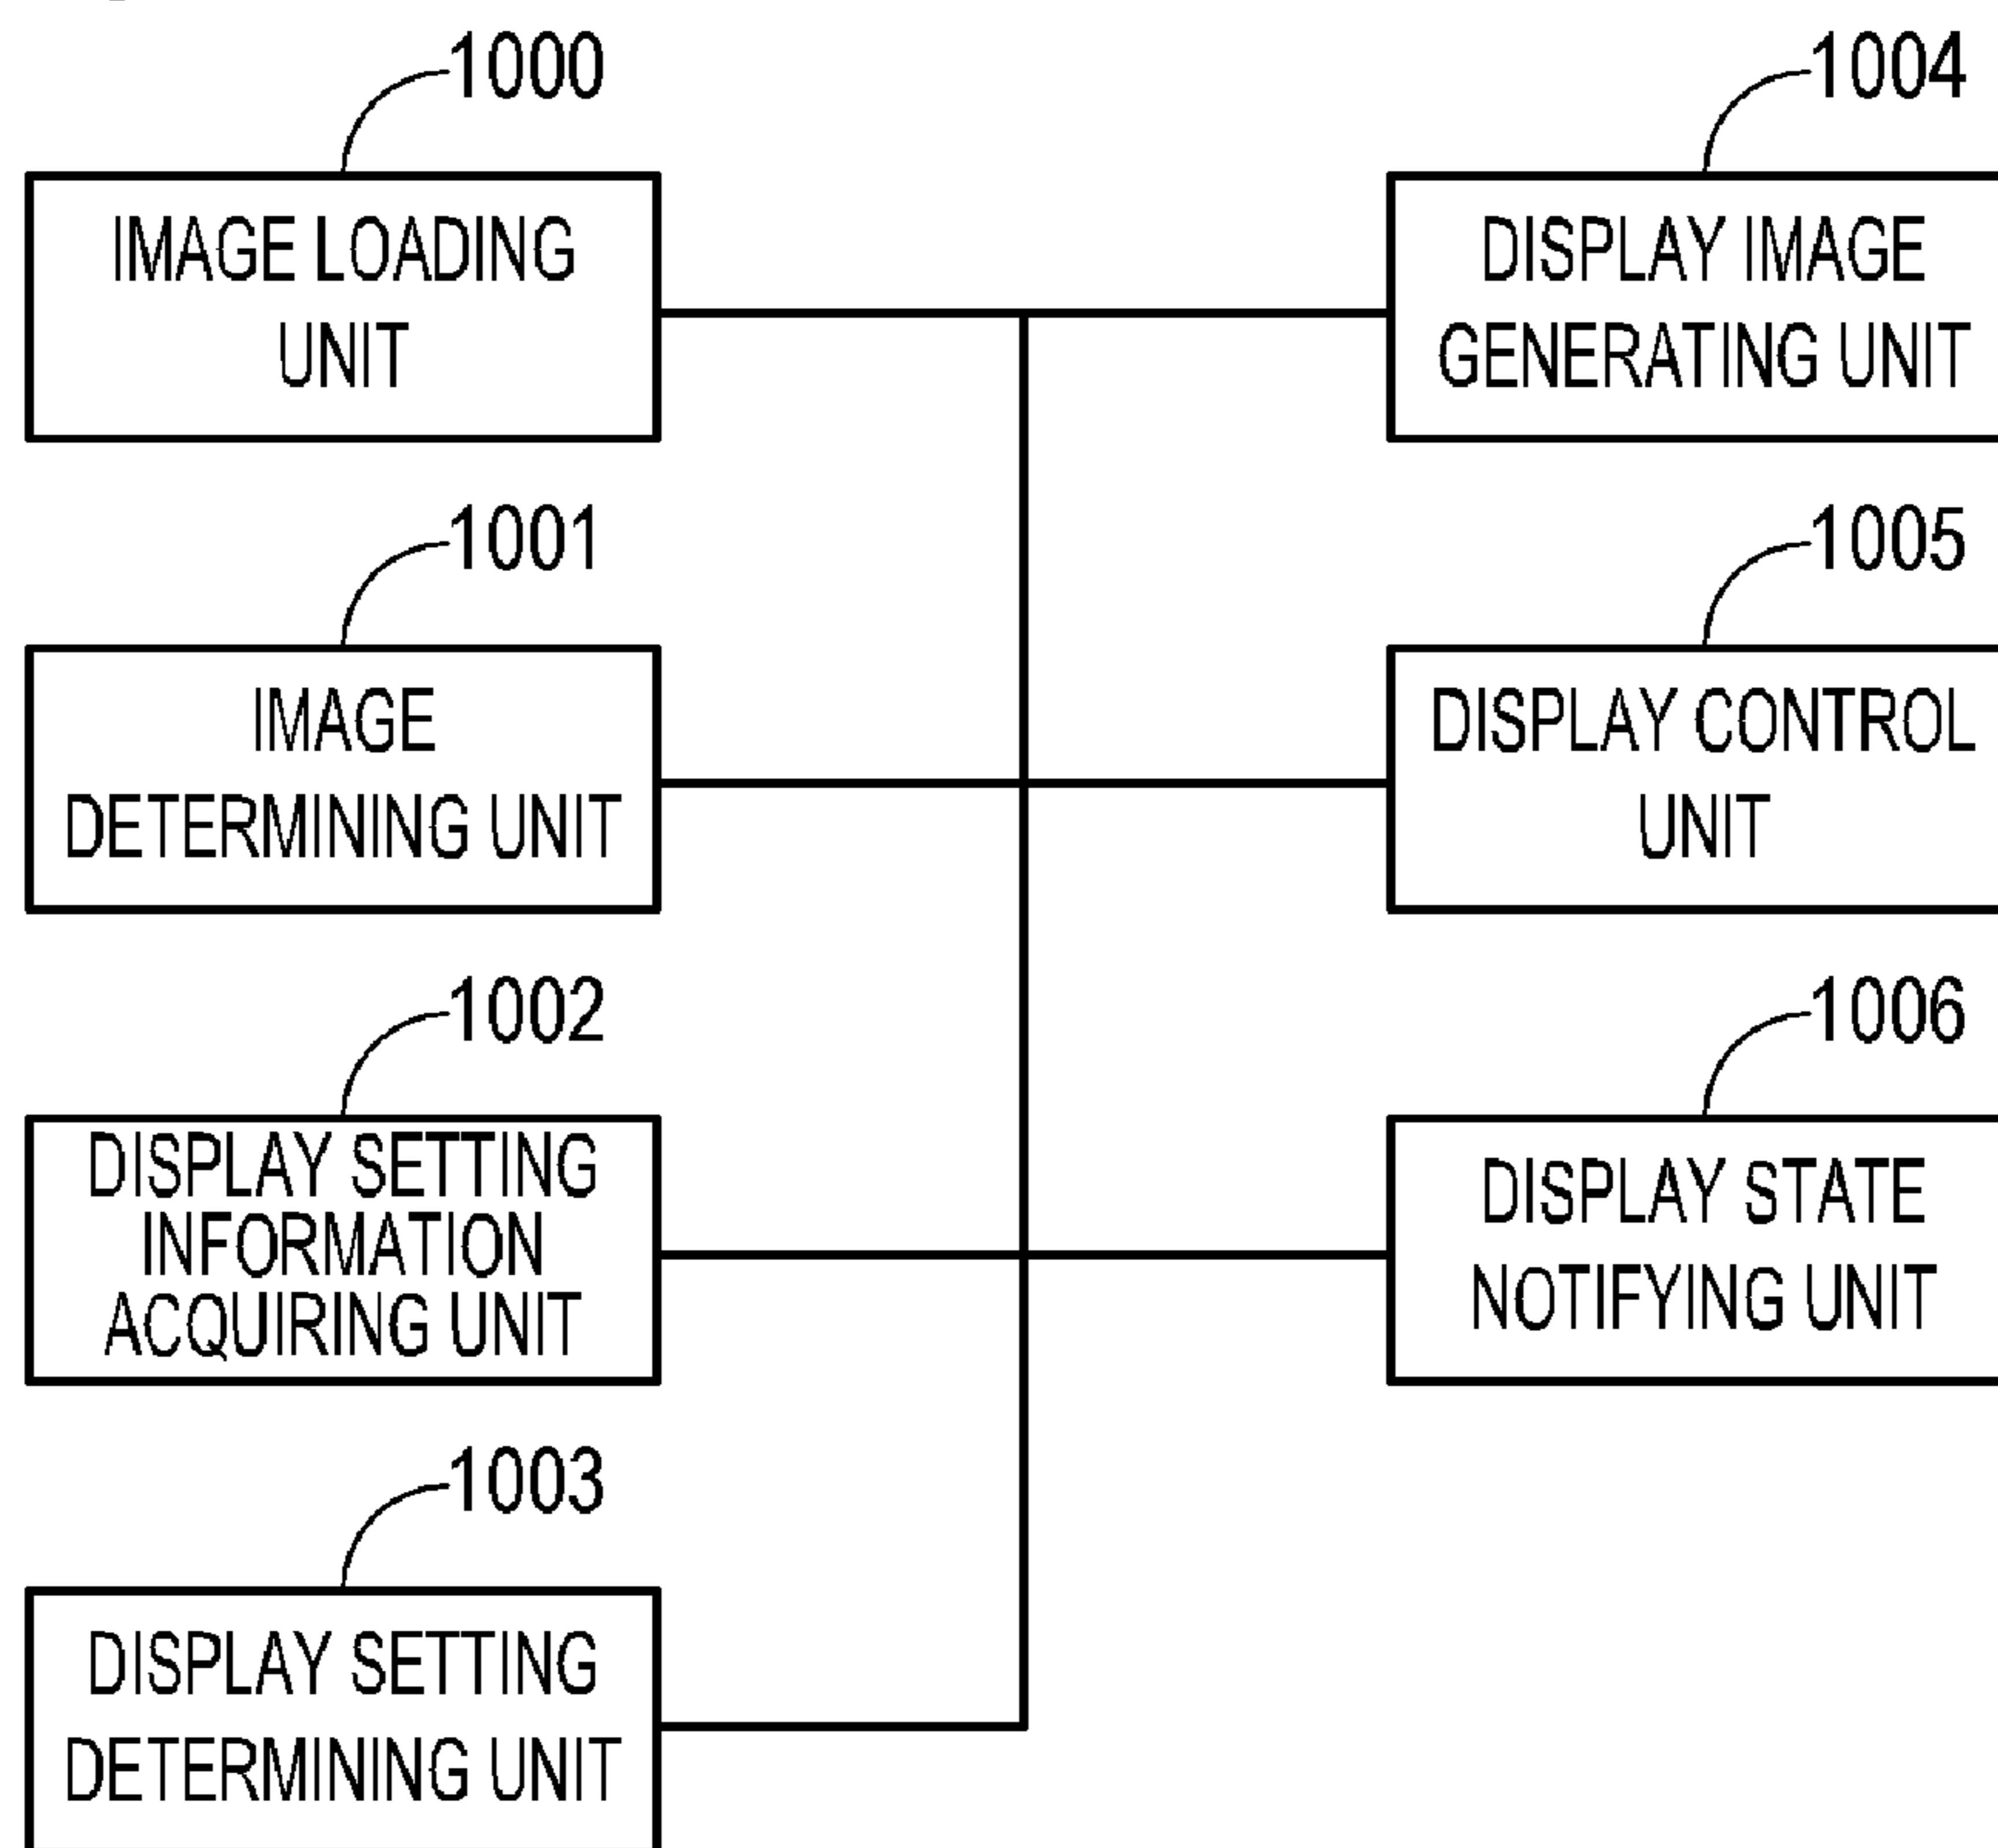 1000
IMAGE LOADING
UNIT
1001
IMAGE
DETERMINING UNIT
1002
DISPLAY SETTING
INFORMATION
ACQUIRING UNIT
1003
DISPLAY SETTING
DETERMINING UNIT
1004
DISPLAY IMAGE
GENERATING UNIT
1005
DISPLAY CONTROL
UNIT
1006
DISPLAY STATE
NOTIFYING UNIT